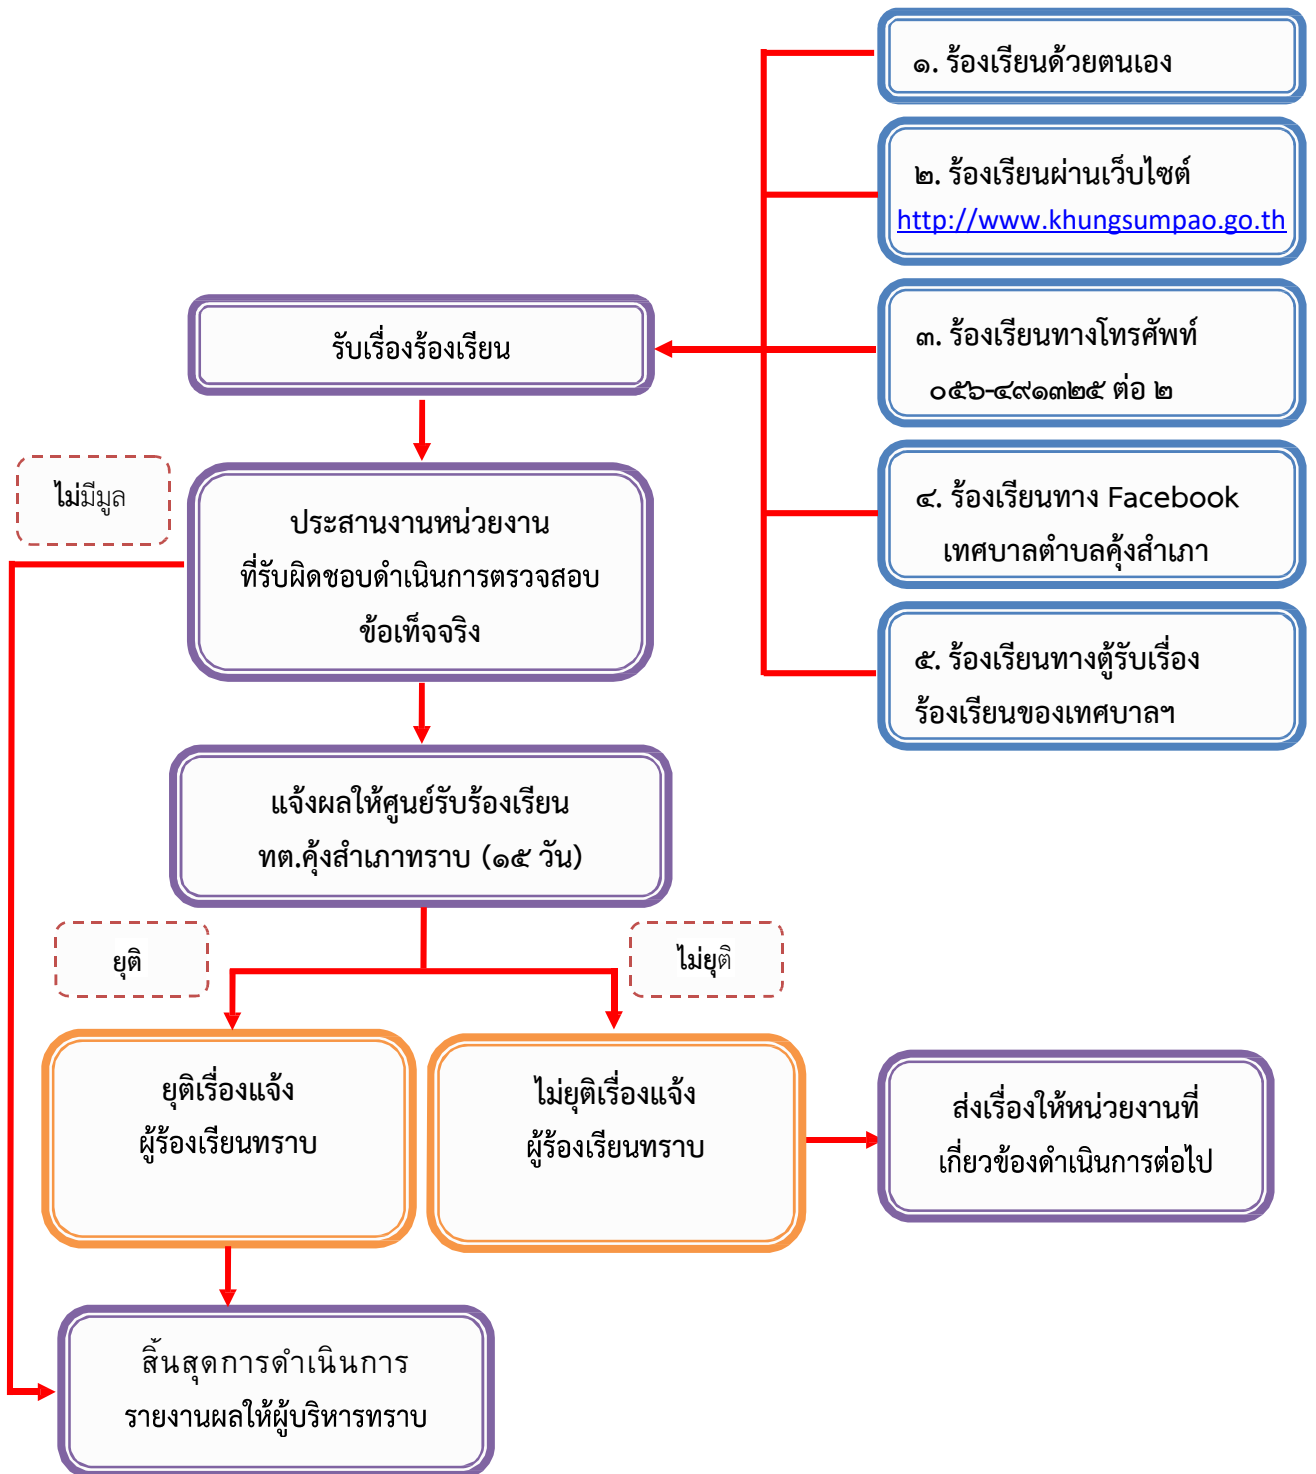 ๑. ร้องเรียนด้วยตนเอง
๒. ร้องเรียนผ่านเว็บไซต์
http://www.khungsumpao.go.th
๓. ร้องเรียนทางโทรศัพท์
๐๕๖-๔๙๑๓๒๕ ต่อ ๒
๔. ร้องเรียนทาง Facebook
เทศบาลตำบลคุ้งสำเภา
๕. ร้องเรียนทางตู้รับเรื่อง
ร้องเรียนของเทศบาลฯ
รับเรื่องร้องเรียน
ไม่มีมูล
ประสานงานหน่วยงาน
ที่รับผิดชอบดำเนินการตรวจสอบ
ข้อเท็จจริง
แจ้งผลให้ศูนย์รับร้องเรียน
ทต.คุ้งสำเภาทราบ (๑๕ วัน)
ยุติ
ไม่ยุติ
ยุติเรื่องแจ้ง
ผู้ร้องเรียนทราบ
ไม่ยุติเรื่องแจ้ง
ผู้ร้องเรียนทราบ
ส่งเรื่องให้หน่วยงานที่
เกี่ยวข้องดำเนินการต่อไป
สิ้นสุดการดำเนินการ
รายงานผลให้ผู้บริหารทราบ